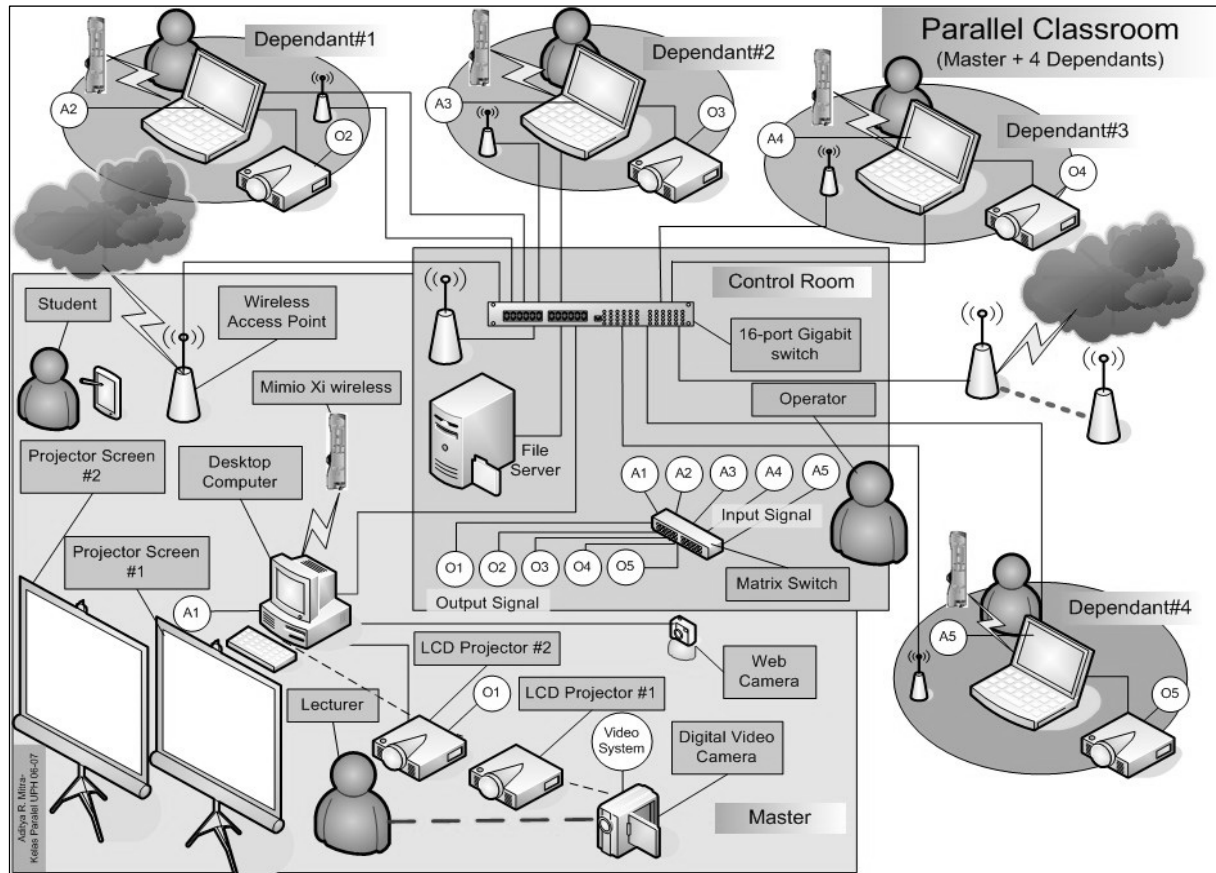 Parallel Classroom
(Master + 4 Dependants)
Dependant#1
A2
O2
Dependant#2
A3
O3
Dependant#3
A4
O4
Control Room
16-port Gigabit
switch
Operator
File
Server
A1
A2
A3
A4
A5
Input Signal
O1
O2
O3
O4
O5
Output Signal
Matrix Switch
Student
Wireless
Access Point
Mimio Xi wireless
Projector Screen
#2
Desktop
Computer
Projector Screen
#1
A1
LCD Projector
#2
O1
LCD Projector #1
Lecturer
Web
Camera
Video
System
Digital Video
Camera
Master
Dependant#4
A5
O5
Aditya R. Mitra-
Kelas Paralel UPH 06-07